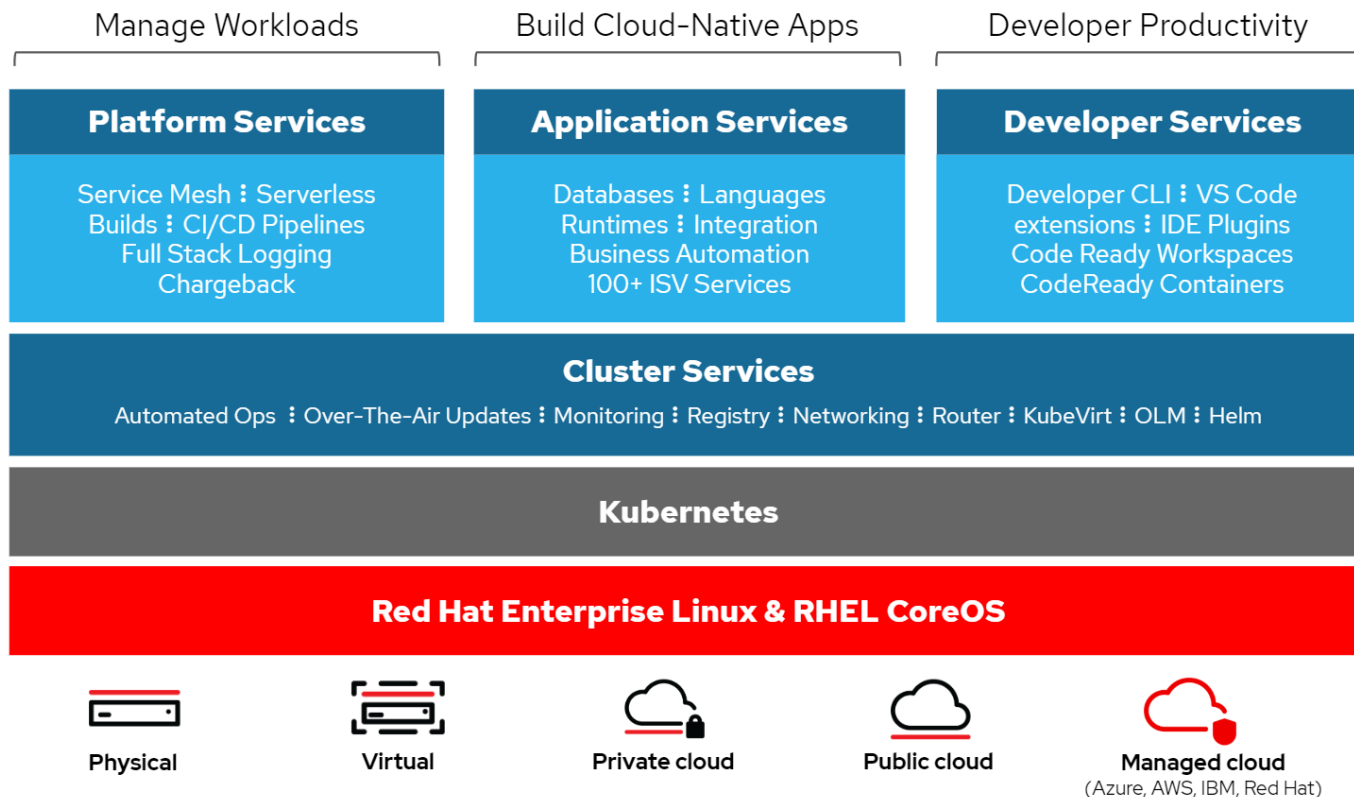 Manage Workloads
Build Cloud-Native Apps
Developer Productivity
Platform Services
Service Mesh ⋮ Serverless
Builds ⋮ CI/CD Pipelines
Full Stack Logging
Chargeback
Application Services
Databases ⋮ Languages
Runtimes ⋮ Integration
Business Automation
100+ ISV Services
Developer Services
Developer CLI ⋮ VS Code
extensions ⋮ IDE Plugins
Code Ready Workspaces
CodeReady Containers
Cluster Services
Automated Ops ⋮ Over-The-Air Updates ⋮ Monitoring ⋮ Registry ⋮ Networking ⋮ Router ⋮ KubeVirt ⋮ OLM ⋮ Helm
Kubernetes
Red Hat Enterprise Linux & RHEL CoreOS
Physical
Virtual
Private cloud
Public cloud
Managed cloud
(Azure, AWS, IBM, Red Hat)